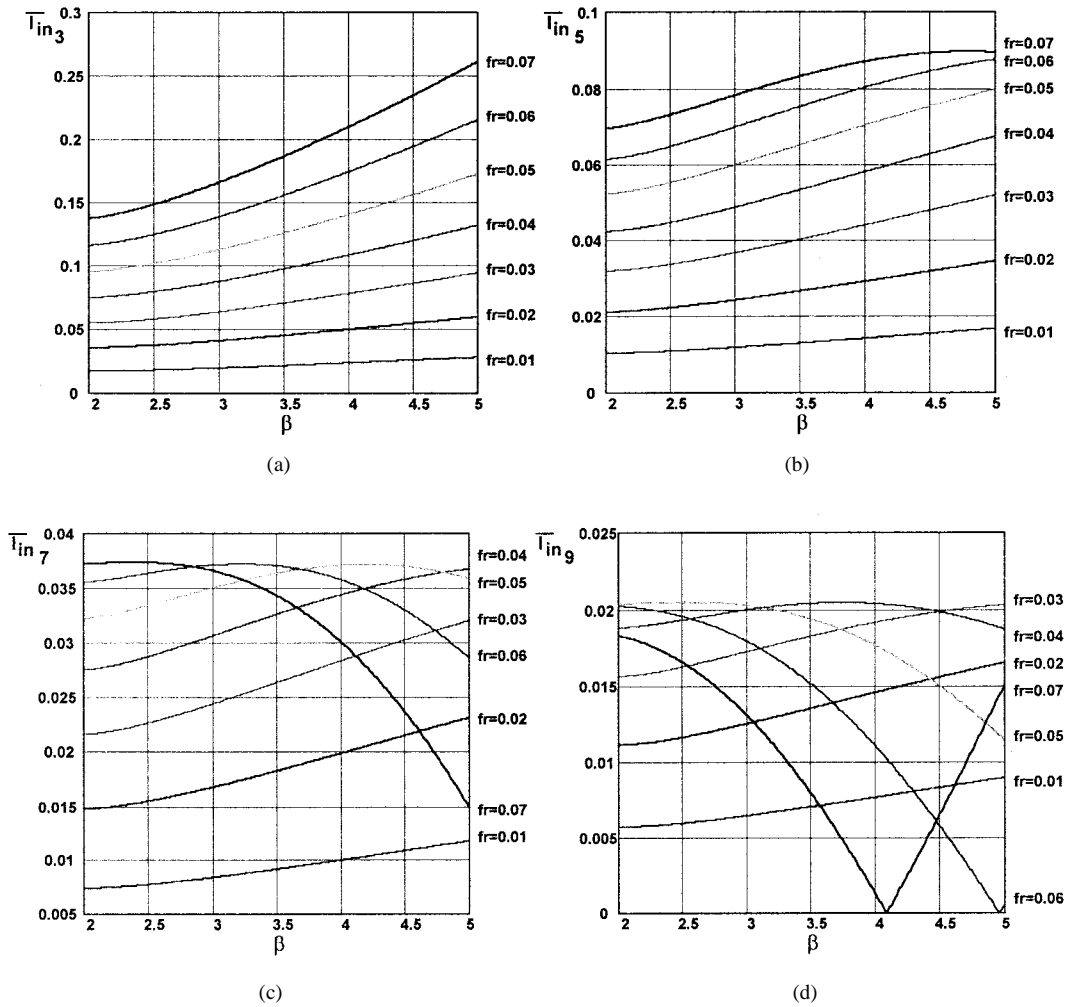 I in 3
0.3
0.25
0.2
0.15
0.1
0.05
0
2 2.5 3 3.5 4 4.5 5
β
fr=0.07
fr=0.06
fr=0.05
fr=0.04
fr=0.03
fr=0.02
fr=0.01
(a)
I in 5
0.1
0.08
0.06
0.04
0.02
0
2 2.5 3 3.5 4 4.5 5
β
fr=0.07
fr=0.06
fr=0.05
fr=0.04
fr=0.03
fr=0.02
fr=0.01
(b)
I in 7
0.04
0.035
0.03
0.025
0.02
0.015
0.01
0.005
2 2.5 3 3.5 4 4.5 5
β
fr=0.04
fr=0.05
fr=0.03
fr=0.06
fr=0.02
fr=0.07
fr=0.01
(c)
I in 9
0.025
0.02
0.015
0.01
0.005
0
2 2.5 3 3.5 4 4.5 5
β
fr=0.03
fr=0.04
fr=0.02
fr=0.07
fr=0.05
fr=0.01
fr=0.06
(d)